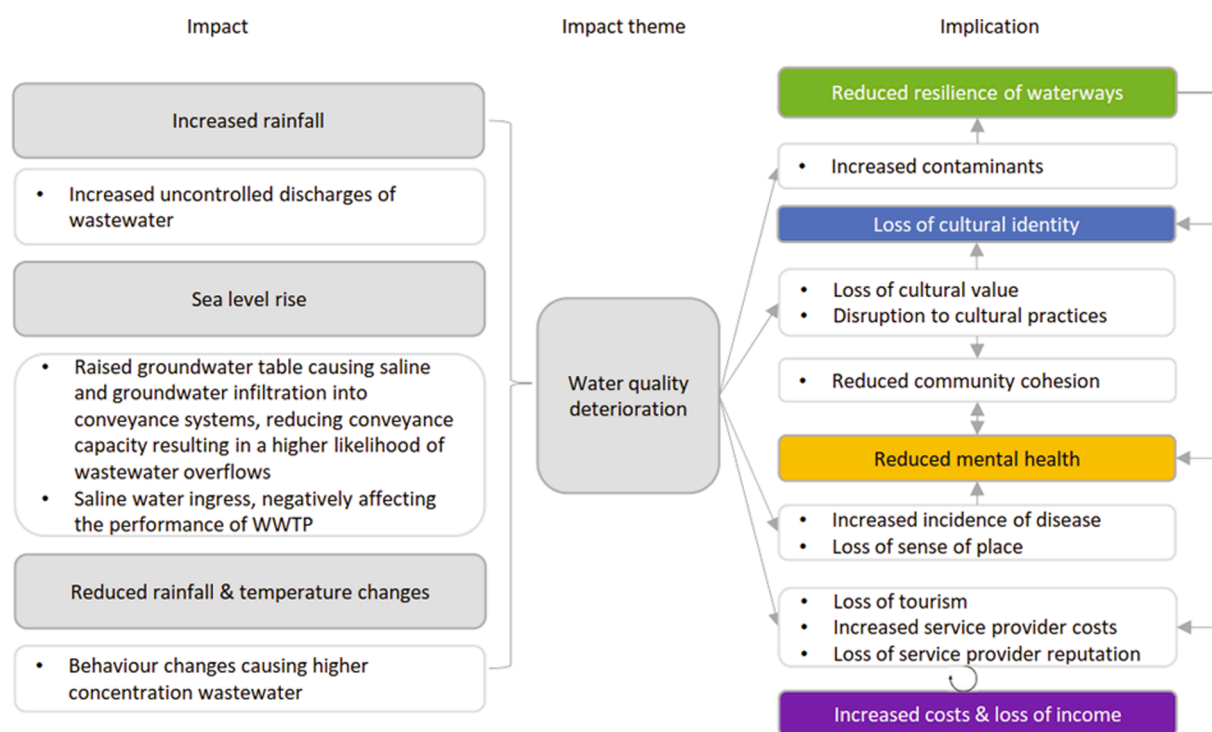 Impact
Impact theme
Implication
Increased rainfall
• Increased uncontrolled discharges of
wastewater
Sea level rise
• Raised groundwater table causing saline
and groundwater infiltration into
conveyance systems, reducing conveyance
capacity resulting in a higher likelihood of
wastewater overflows
• Saline water ingress, negatively affecting
the performance of WWTP
Reduced rainfall & temperature changes
• Behaviour changes causing higher
concentration wastewater
Water quality
deterioration
Reduced resilience of waterways
• Increased contaminants
Loss of cultural identity
• Loss of cultural value
• Disruption to cultural practices
• Reduced community cohesion
Reduced mental health
• Increased incidence of disease
• Loss of sense of place
• Loss of tourism
• Increased service provider costs
• Loss of service provider reputation
Increased costs & loss of income